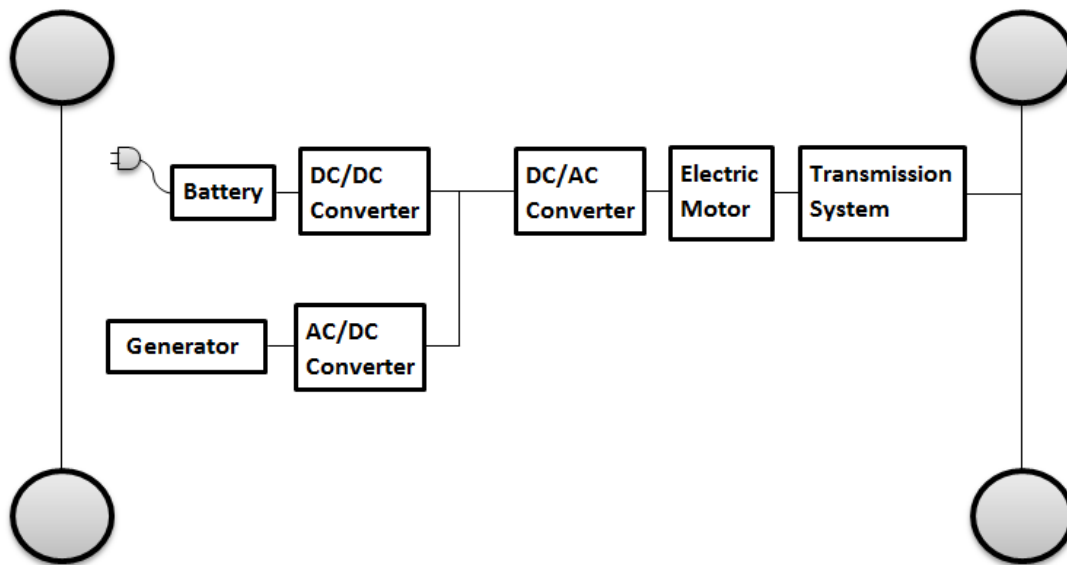 Battery
DC/DC
Converter
DC/AC
Converter
Electric
Motor
Transmission
System
Generator
AC/DC
Converter